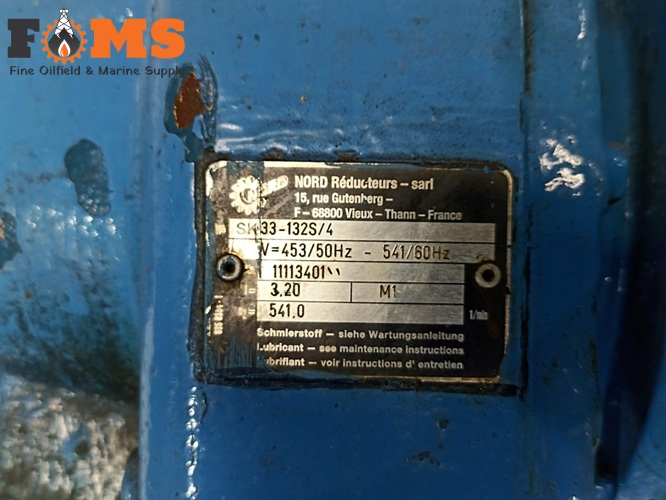 FOMS
Fine Oilfield & Marine Supply
NORD Réducteurs – sarl
15, rue Gutenberg –
F – 68800 Vieux – Thann – France
SK 33-132S/4
V=453/50Hz - 541/60Hz
11113401
3,20 M1
541,0 1/min
Schmierstoff – siehe Wartungsanleitung
Lubricant – see maintenance instructions
Lubrifiant – voir instructions d' entretien